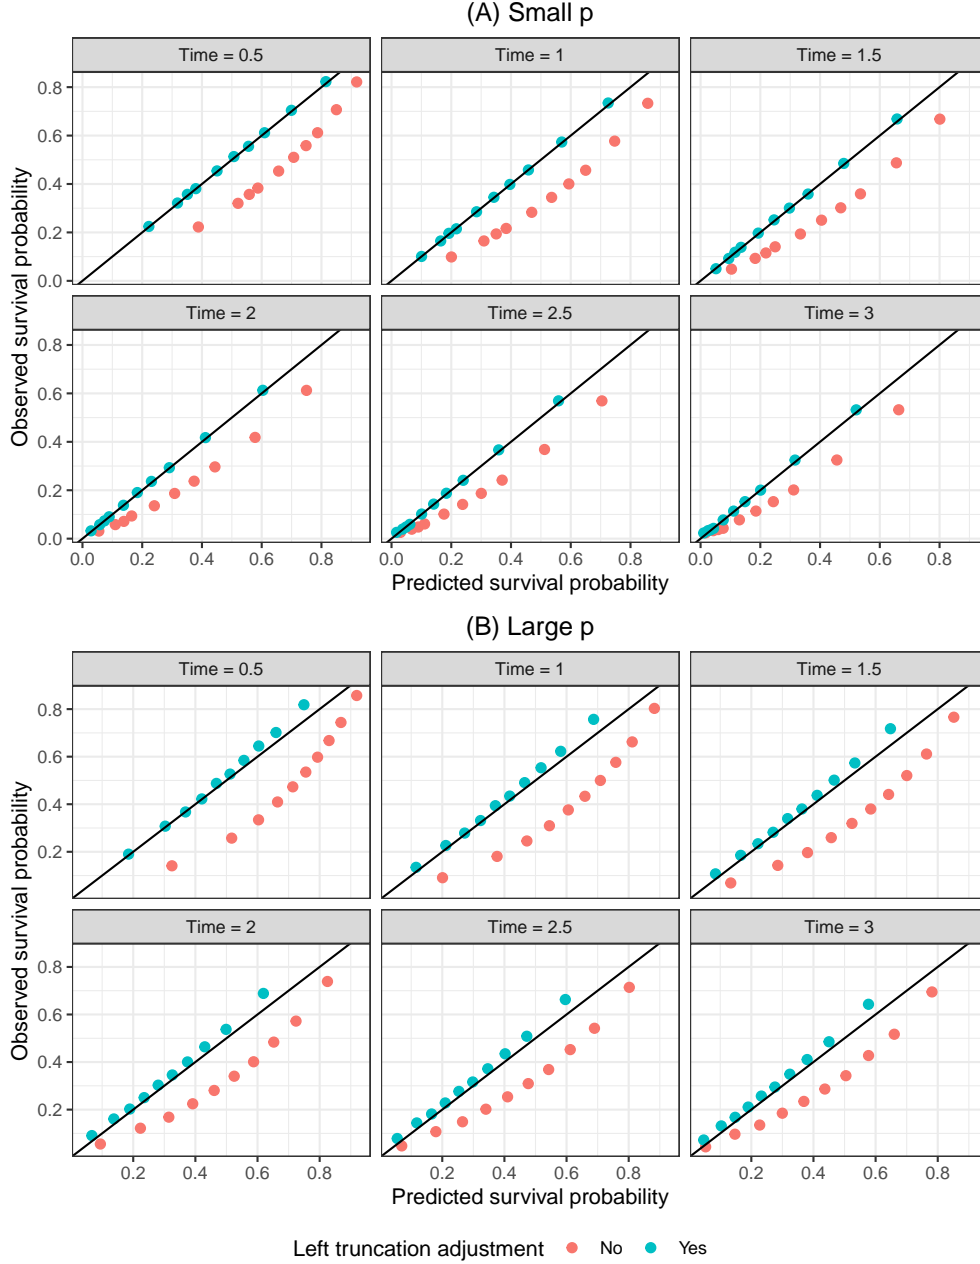 (A) Small p
Time = 0.5 Time = 1 Time = 1.5
0.8
0.6
0.4
0.2
0.0
Time = 2 Time = 2.5 Time = 3
0.8
0.6
0.4
0.2
0.0
0.0 0.2 0.4 0.6 0.8 0.0 0.2 0.4 0.6 0.8 0.0 0.2 0.4 0.6 0.8
Observed survival probability
Predicted survival probability
(B) Large p
Time = 0.5 Time = 1 Time = 1.5
0.8
0.6
0.4
0.2
Time = 2 Time = 2.5 Time = 3
0.8
0.6
0.4
0.2
0.2 0.4 0.6 0.8 0.2 0.4 0.6 0.8 0.2 0.4 0.6 0.8
Observed survival probability
Predicted survival probability
Left truncation adjustment No Yes